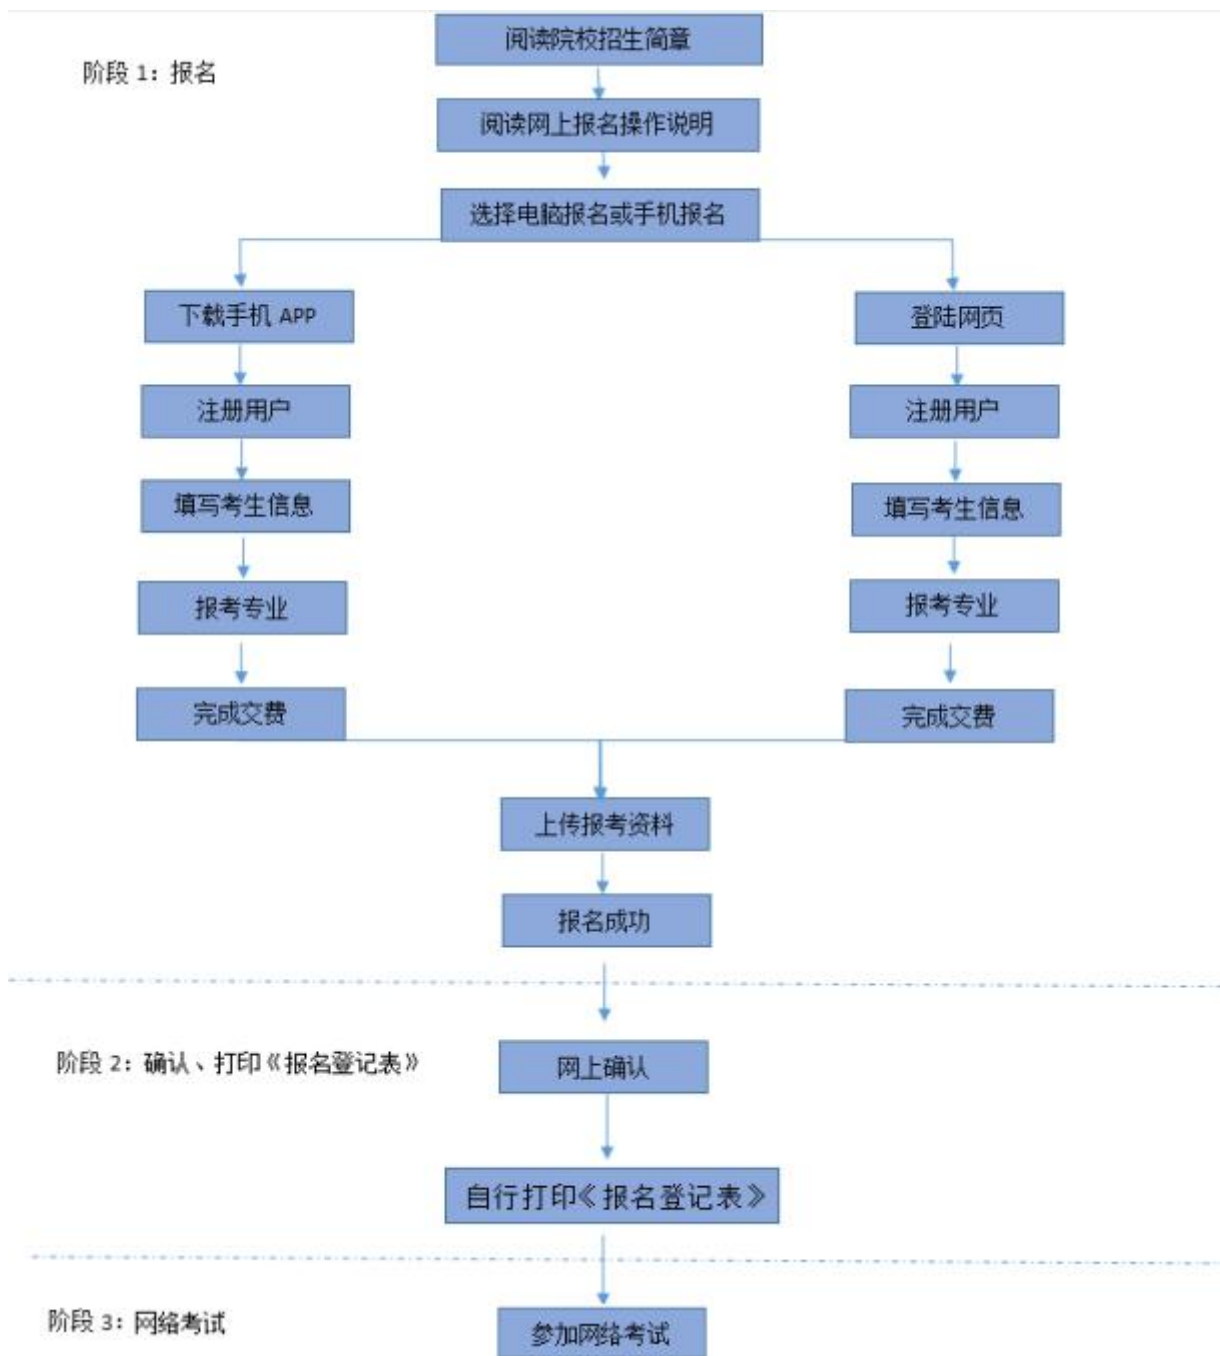 阅读院校招生简章
阶段 1：报名
阅读网上报名操作说明
选择电脑报名或手机报名
下载手机 APP
登陆网页
注册用户
注册用户
填写考生信息
填写考生信息
报考专业
报考专业
完成交费
完成交费
上传报考资料
报名成功
阶段 2：确认、打印《报名登记表》
网上确认
自行打印《报名登记表》
阶段 3：网络考试
参加网络考试